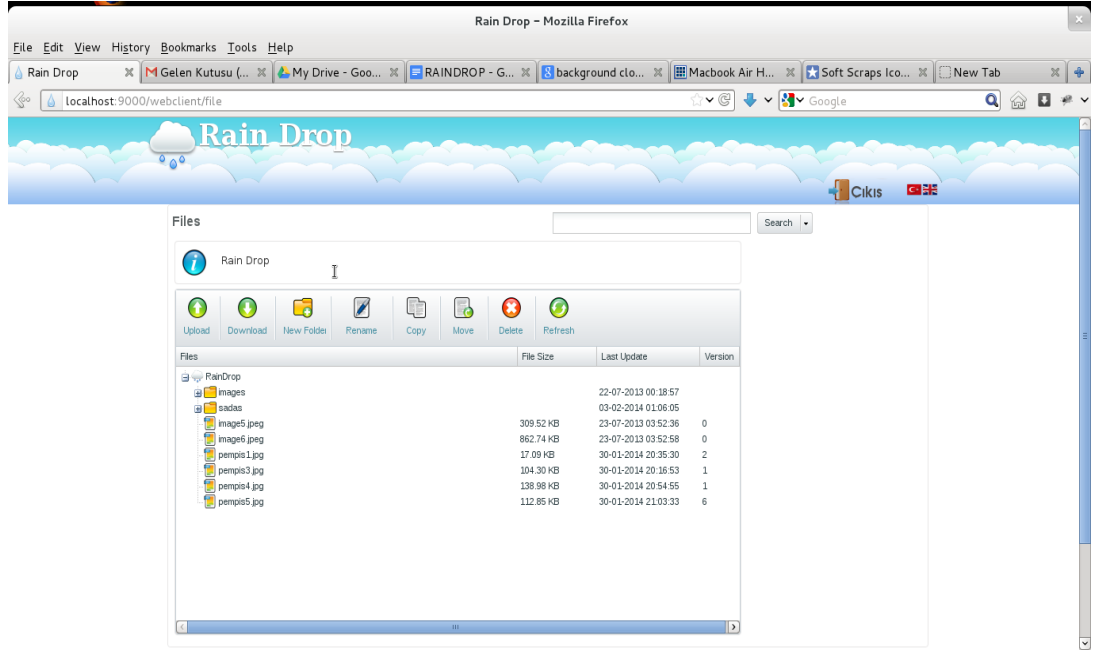 Rain Drop - Mozilla Firefox
File Edit View History Bookmarks Tools Help
Rain Drop
Gelen Kutusu (...
My Drive - Goo...
RAINDROP - G...
background clo...
Macbook Air H...
Soft Scraps Ico...
New Tab
localhost:9000/webclient/file
Google
Rain Drop
Cıkıs
Files
Search
Rain Drop
Upload Download New Folder Rename Copy Move Delete Refresh
Files File Size Last Update Version
RainDrop
images 22-07-2013 00:18:57
sadas 03-02-2014 01:06:05
image5.jpeg 309.52 KB 23-07-2013 03:52:36 0
image6.jpeg 862.74 KB 23-07-2013 03:52:58 0
pempis1.jpg 17.09 KB 30-01-2014 20:35:30 2
pempis3.jpg 104.30 KB 30-01-2014 20:16:53 1
pempis4.jpg 138.98 KB 30-01-2014 20:54:55 1
pempis5.jpg 112.85 KB 30-01-2014 21:03:33 6